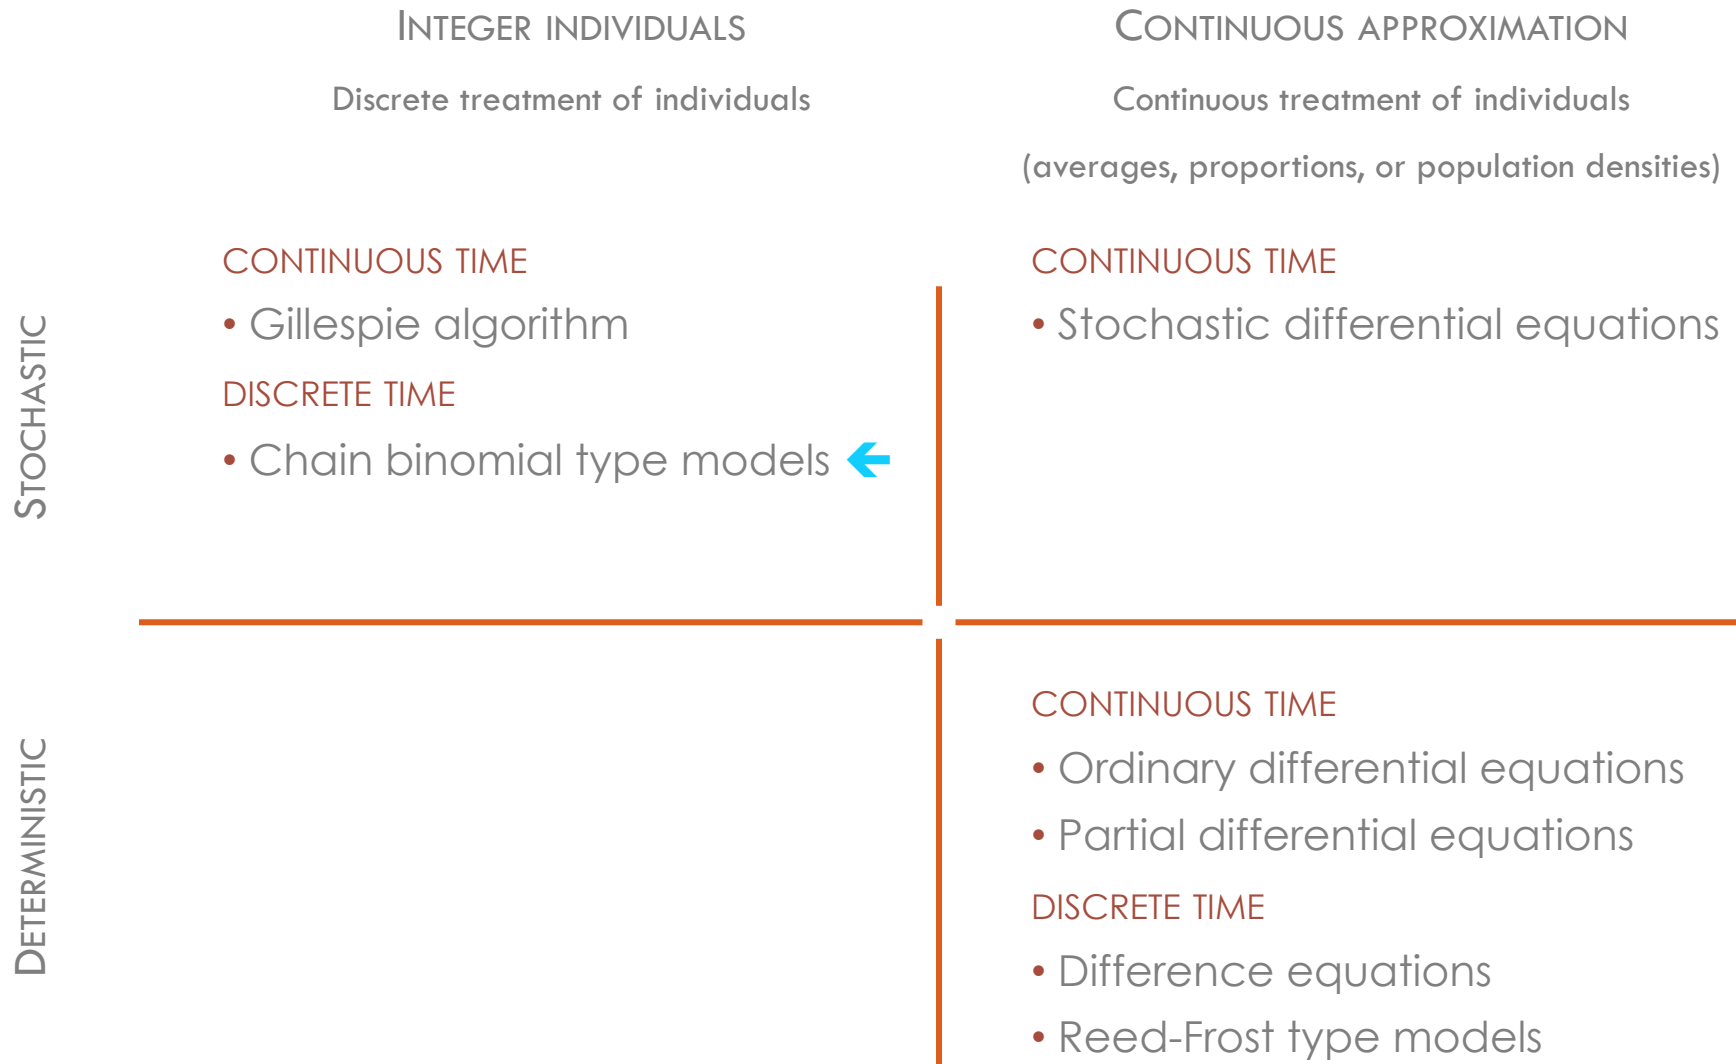 INTEGER INDIVIDUALS
Discrete treatment of individuals
CONTINUOUS APPROXIMATION
Continuous treatment of individuals
(averages, proportions, or population densities)
STOCHASTIC
CONTINUOUS TIME
• Gillespie algorithm
DISCRETE TIME
• Chain binomial type models
CONTINUOUS TIME
• Stochastic differential equations
DETERMINISTIC
CONTINUOUS TIME
• Ordinary differential equations
• Partial differential equations
DISCRETE TIME
• Difference equations
• Reed-Frost type models